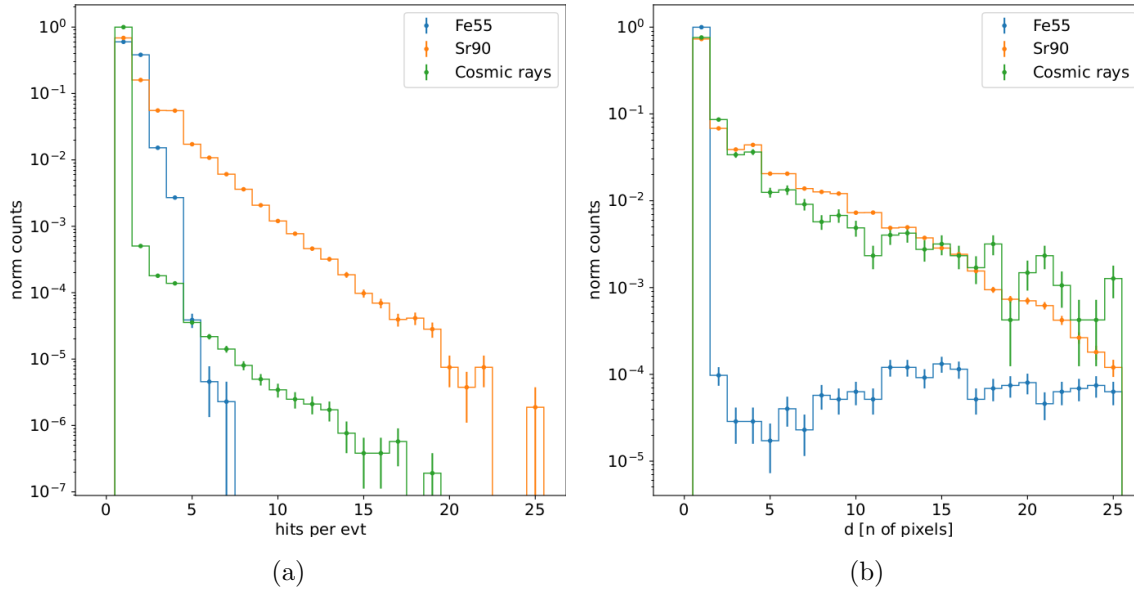 Fe55
Sr90
Cosmic rays
norm counts
10⁰
10⁻¹
10⁻²
10⁻³
10⁻⁴
10⁻⁵
10⁻⁶
10⁻⁷
0 5 10 15 20 25
hits per evt
(a)
Fe55
Sr90
Cosmic rays
norm counts
10⁰
10⁻¹
10⁻²
10⁻³
10⁻⁴
10⁻⁵
0 5 10 15 20 25
d [n of pixels]
(b)